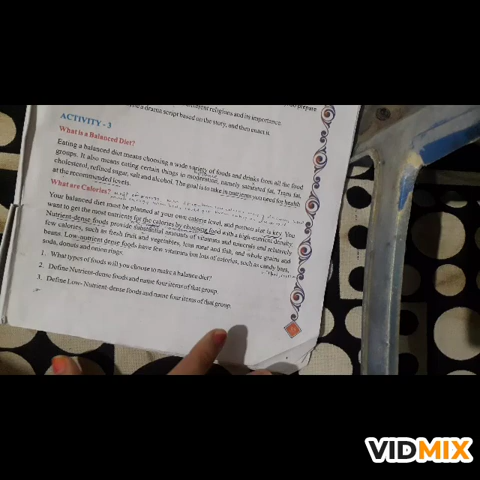 a drama script based on the story, and then enact it.
ACTIVITY - 3
What is a Balanced Diet?
Eating a balanced diet means choosing a wide variety of foods and drinks from all the food
groups. It also means eating certain things in moderation, namely saturated fat, Trans fat,
cholesterol, refined sugar, salt and alcohol. The goal is to take nutrients you need for health
at the recommended levels.
What are Calories?
Your balanced diet must be planned at your own calorie level, and portion size is key. You
want to get the most nutrients for the calories by choosing food with a high-nutrient density.
Nutrient-dense foods provide substantial amounts of vitamins and minerals and relatively
few calories, such as fresh fruit and vegetables, lean meat and fish, and whole grains and
beans. Low-nutrient dense foods have few vitamins but lots of calories, such as candy bars,
sodas, donuts and onion rings.
1. What types of foods will you choose to make a balance diet?
2. Define Nutrient-dense foods and name four items of that group.
3. Define Low- Nutrient-dense foods and name four items of that group.
VIDMIX